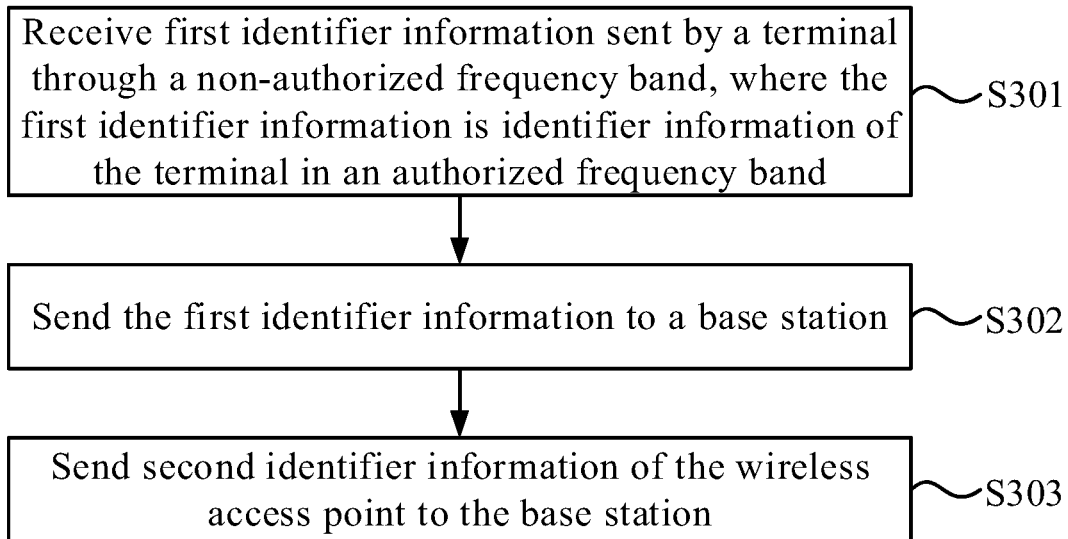 Receive first identifier information sent by a terminal
through a non-authorized frequency band, where the
first identifier information is identifier information of
the terminal in an authorized frequency band
S301
Send the first identifier information to a base station
S302
Send second identifier information of the wireless
access point to the base station
S303